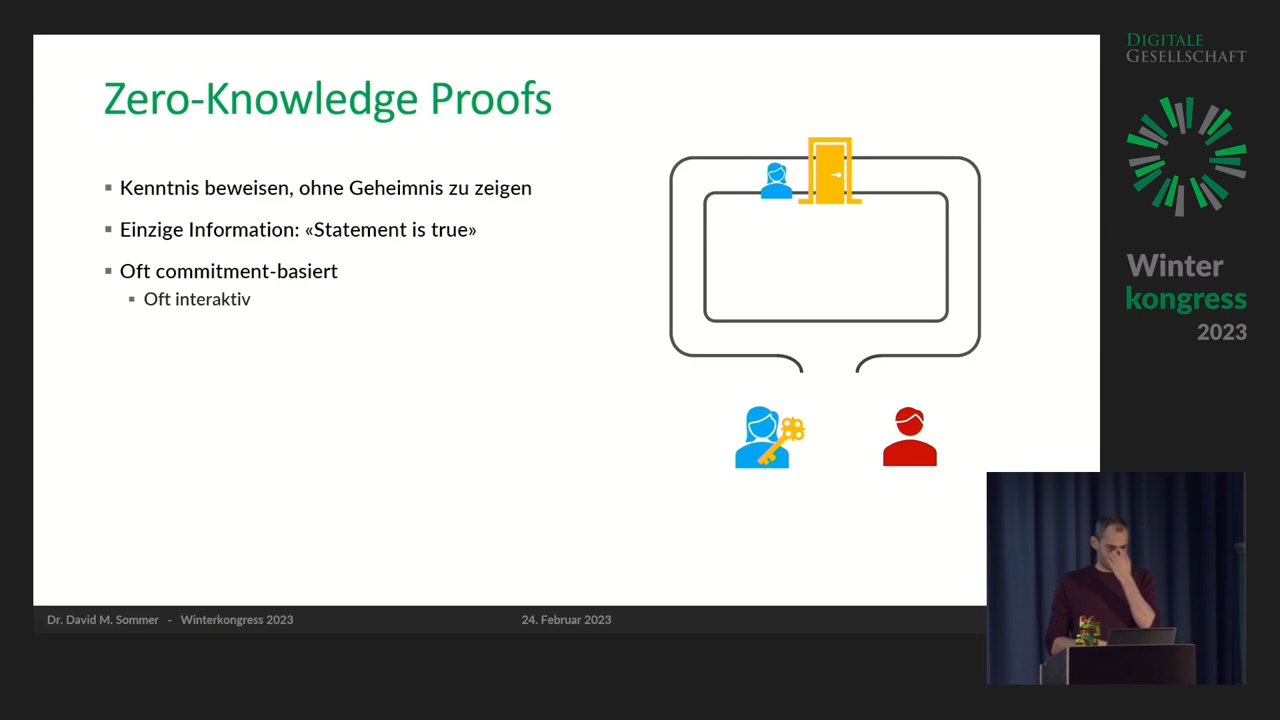 Zero-Knowledge Proofs
Kenntnis beweisen, ohne Geheimnis zu zeigen
Einzige Information: «Statement is true»
Oft commitment-basiert
Oft interaktiv
Dr. David M. Sommer - Winterkongress 2023
24. Februar 2023
DIGITALE
GESELLSCHAFT
Winter
kongress
2023